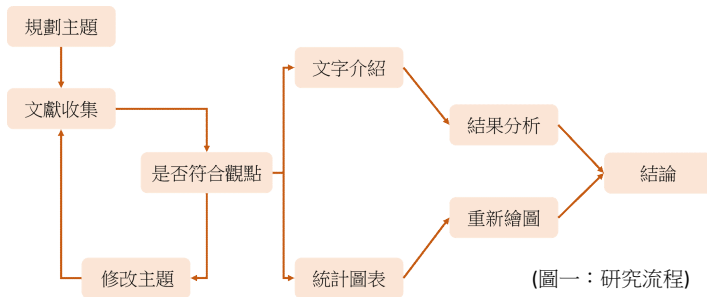 規劃主題
文獻收集
是否符合觀點
修改主題
文字介紹
統計圖表
結果分析
重新繪圖
結論
(圖一：研究流程)